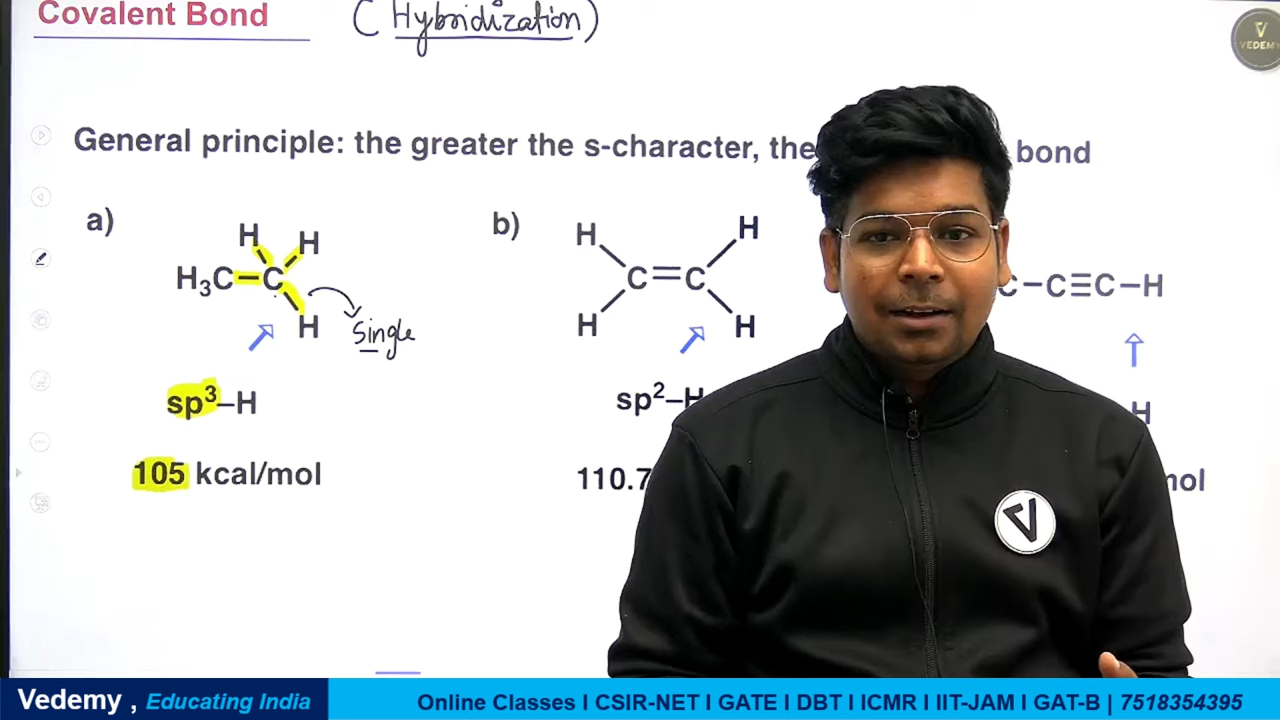 Covalent Bond (Hybridization)
VEDEMY
General principle: the greater the s-character, the bond
a) b)
H H H H
H₃C–C C=C –C≡C–H
H H H
Single
sp³–H sp²–H H
105 kcal/mol 110.7 mol
Vedemy , Educating India Online Classes I CSIR-NET I GATE I DBT I ICMR I IIT-JAM I GAT-B | 7518354395